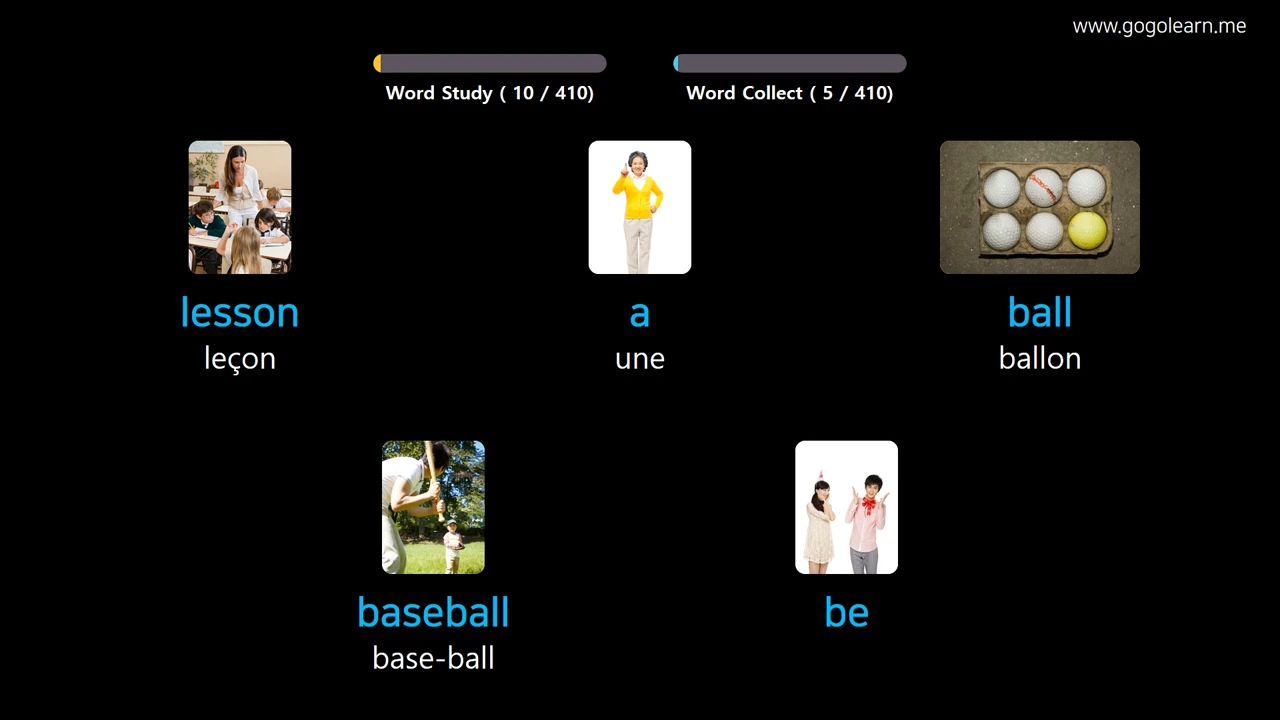 www.gogolearn.me
Word Study ( 10 / 410)
Word Collect ( 5 / 410)
lesson
leçon
a
une
ball
ballon
baseball
base-ball
be